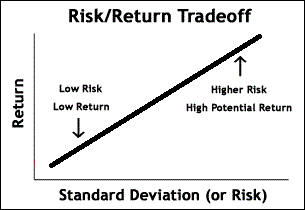 Risk/Return Tradeoff
Low Risk
Low Return
Higher Risk
High Potential Return
Return
Standard Deviation (or Risk)